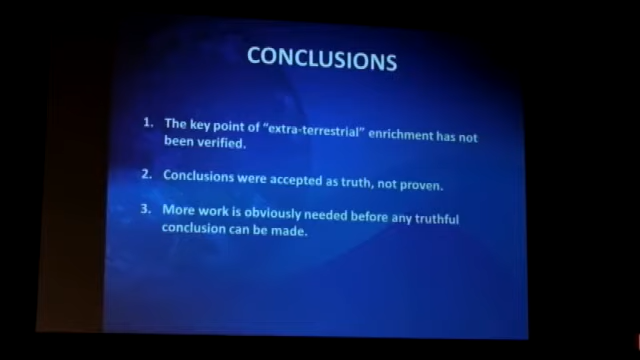 CONCLUSIONS
1. The key point of "extra-terrestrial" enrichment has not
been verified.
2. Conclusions were accepted as truth, not proven.
3. More work is obviously needed before any truthful
conclusion can be made.